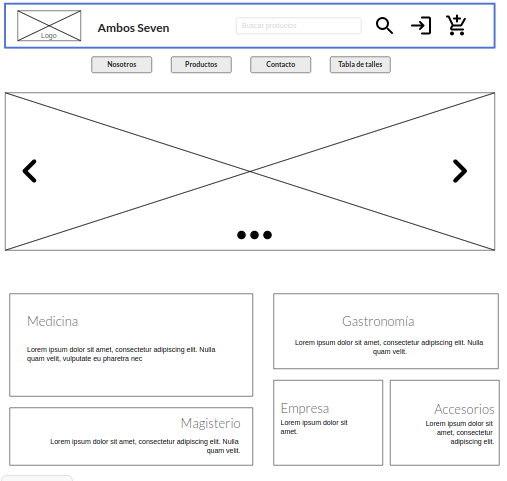 Logo
Ambos Seven
Buscar productos
Nosotros
Productos
Contacto
Tabla de talles
Medicina
Lorem ipsum dolor sit amet, consectetur adipiscing elit. Nulla
quam velit, vulputate eu pharetra nec
Gastronomía
Lorem ipsum dolor sit amet, consectetur adipiscing elit. Nulla
quam velit.
Magisterio
Lorem ipsum dolor sit amet, consectetur adipiscing elit. Nulla
quam velit.
Empresa
Lorem ipsum dolor sit
amet.
Accesorios
Lorem ipsum dolor sit
amet, consectetur
adipiscing elit.